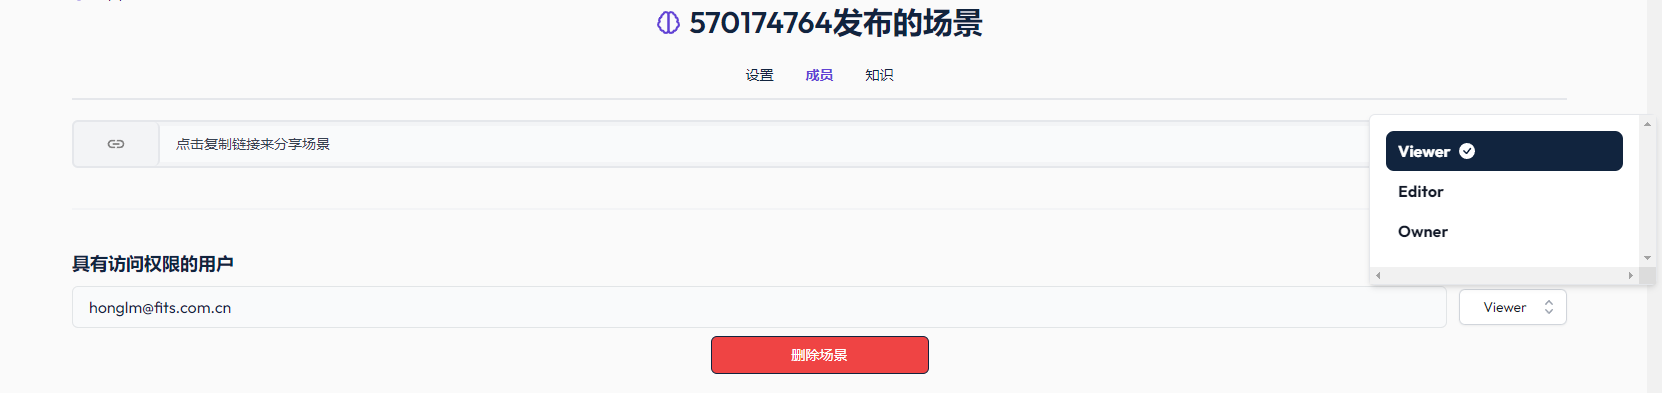 570174764发布的场景
设置
成员
知识
点击复制链接来分享场景
Viewer
Editor
Owner
具有访问权限的用户
honglm@fits.com.cn
Viewer
删除场景